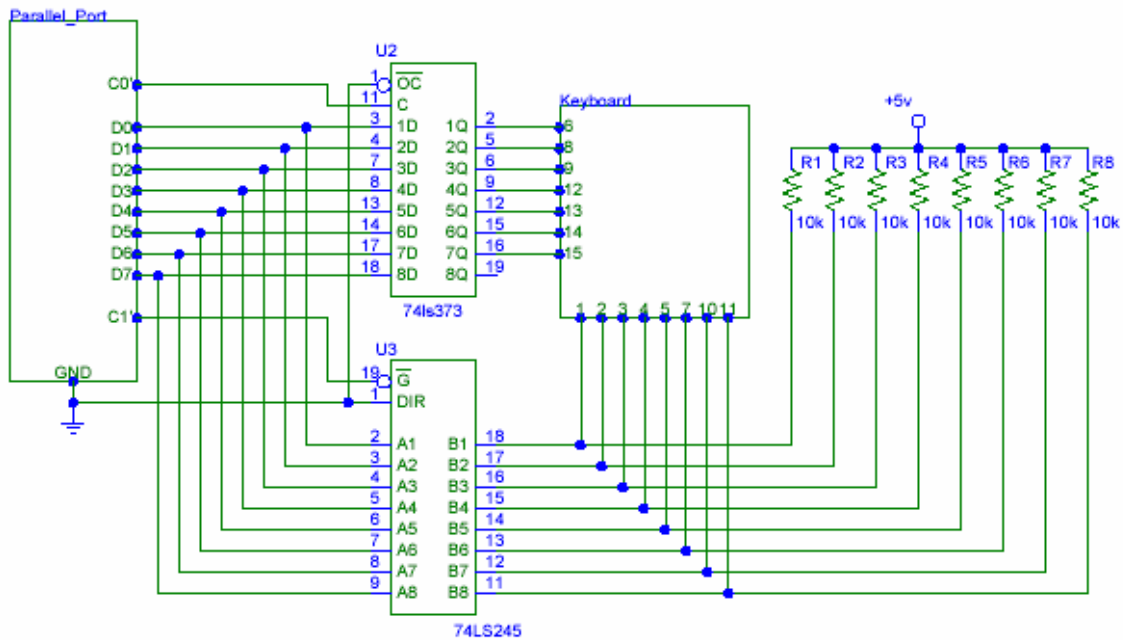 Parallel_Port
C0'
D0
D1
D2
D3
D4
D5
D6
D7
C1'
GND
U2
1 OC
11 C
3 1D 1Q 2
4 2D 2Q 5
7 3D 3Q 6
8 4D 4Q 9
13 5D 5Q 12
14 6D 6Q 15
17 7D 7Q 16
18 8D 8Q 19
74ls373
Keyboard
6
8
9
12
13
14
15
1 2 3 4 5 7 10 11
+5v
R1 R2 R3 R4 R5 R6 R7 R8
10k 10k 10k 10k 10k 10k 10k 10k
U3
19 G
1 DIR
2 A1 B1 18
3 A2 B2 17
4 A3 B3 16
5 A4 B4 15
6 A5 B5 14
7 A6 B6 13
8 A7 B7 12
9 A8 B8 11
74LS245